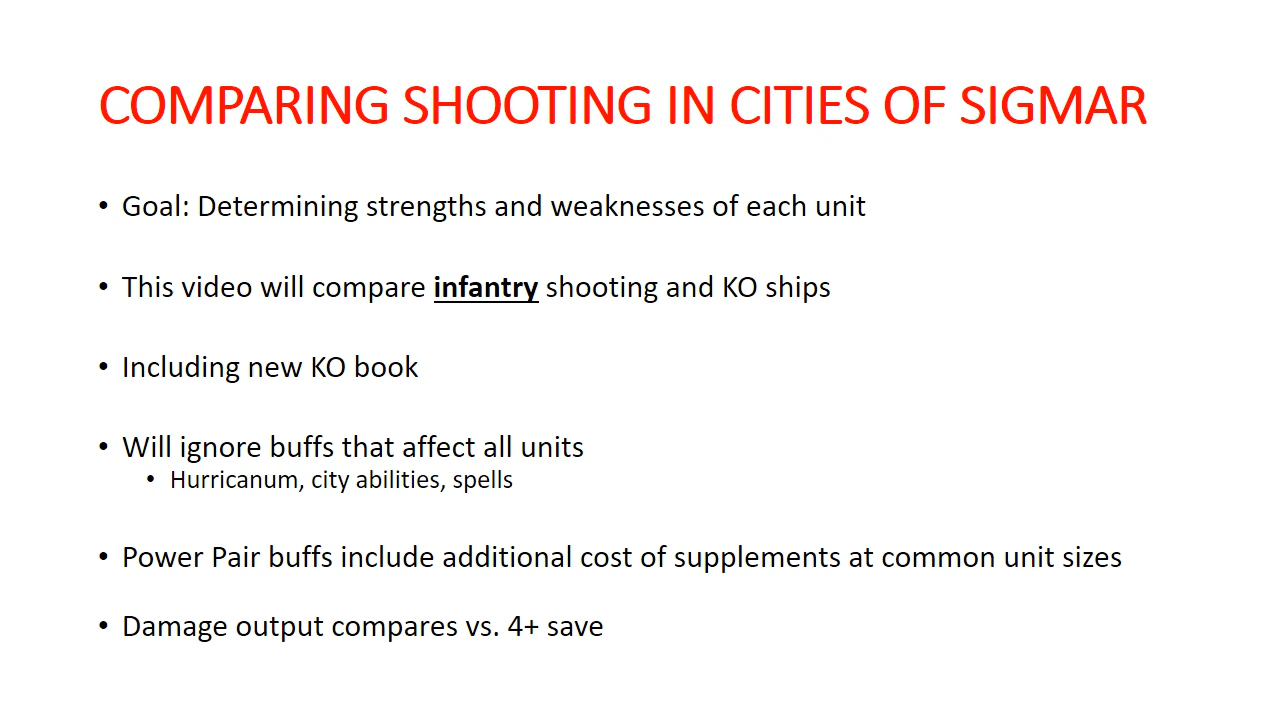 COMPARING SHOOTING IN CITIES OF SIGMAR
• Goal: Determining strengths and weaknesses of each unit
• This video will compare infantry shooting and KO ships
• Including new KO book
• Will ignore buffs that affect all units
• Hurricanum, city abilities, spells
• Power Pair buffs include additional cost of supplements at common unit sizes
• Damage output compares vs. 4+ save